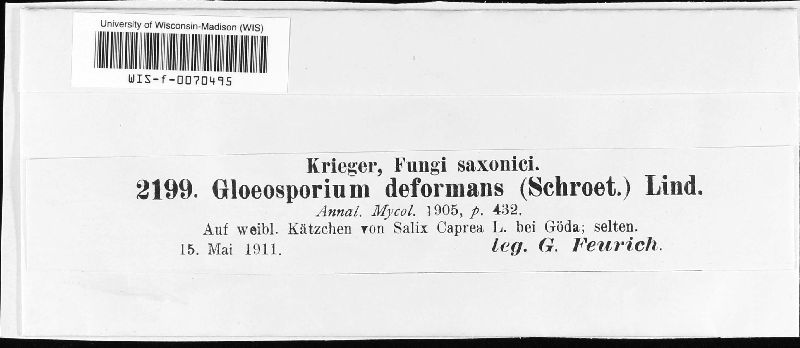 University of Wisconsin-Madison (WIS)
WIS-f-0070495
Krieger, Fungi saxonici.
2199. Gloeosporium deformans (Schroet.) Lind.
Annal. Mycol. 1905, p. 432.
Auf weibl. Kätzchen von Salix Caprea L. bei Göda; selten.
15. Mai 1911. leg. G. Feurich.